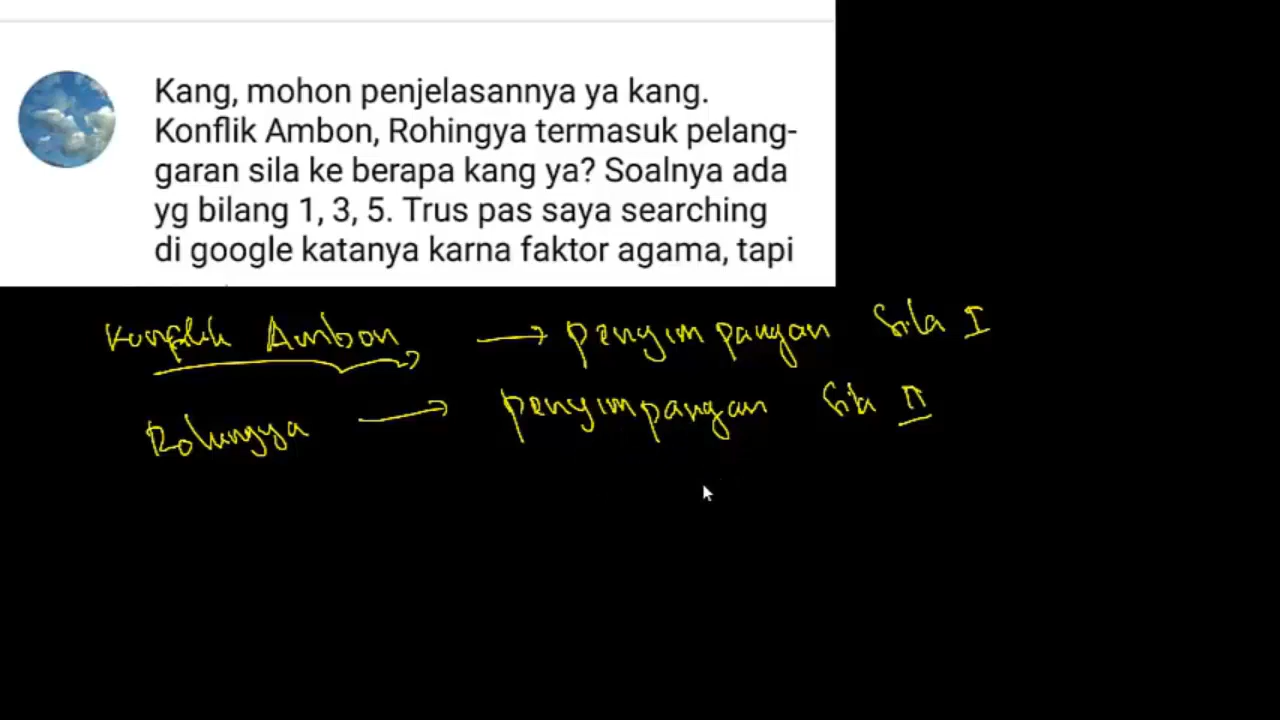 Kang, mohon penjelasannya ya kang.
Konflik Ambon, Rohingya termasuk pelang-
garan sila ke berapa kang ya? Soalnya ada
yg bilang 1, 3, 5. Trus pas saya searching
di google katanya karna faktor agama, tapi
Konflik Ambon → penyimpangan Sila I
Rohingya → penyimpangan Sila II